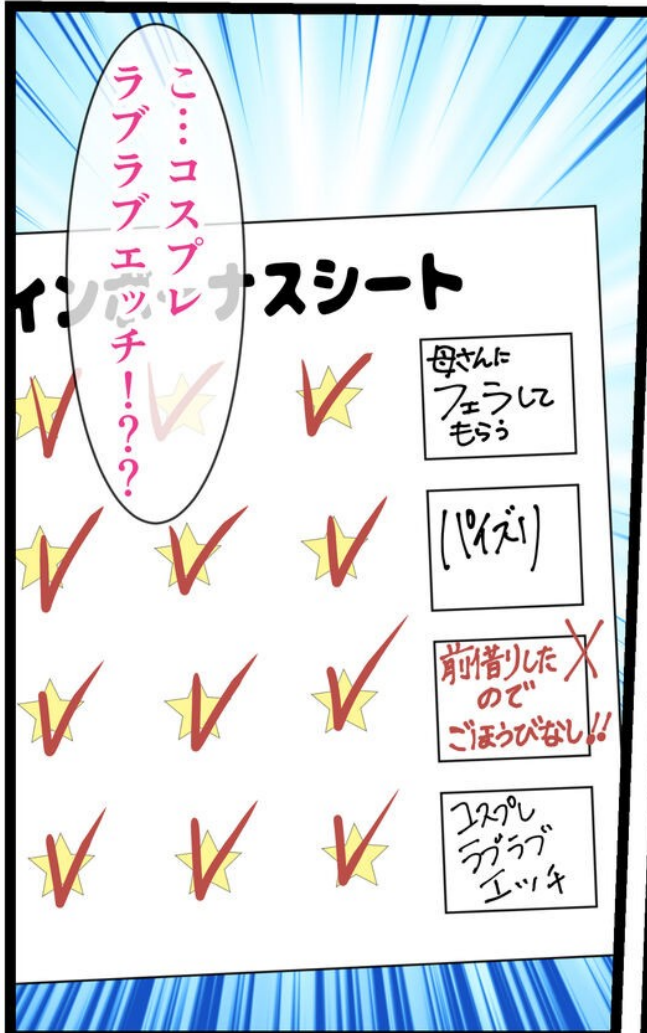 こ…コスプレ
ラブラブエッチ!??
インボーナスシート
母さんに
フェラして
もらう
パイズリ
前借りした
ので
ごほうびなし!!
コスプレ
ラブラブ
エッチ